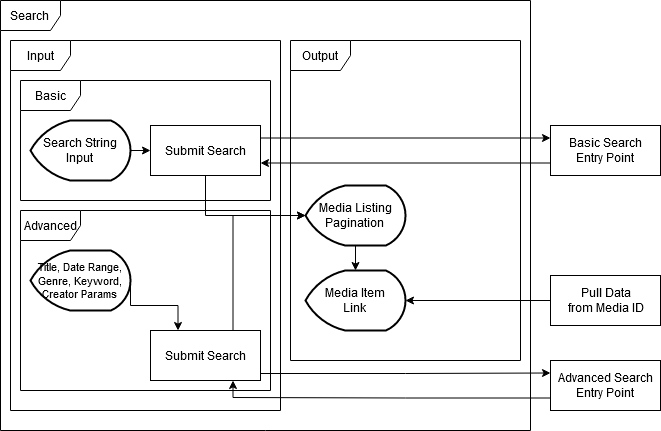 Search
Input
Output
Basic
Search String
Input
Submit Search
Basic Search
Entry Point
Media Listing
Pagination
Advanced
Title, Date Range,
Genre, Keyword,
Creator Params
Media Item
Link
Pull Data
from Media ID
Submit Search
Advanced Search
Entry Point